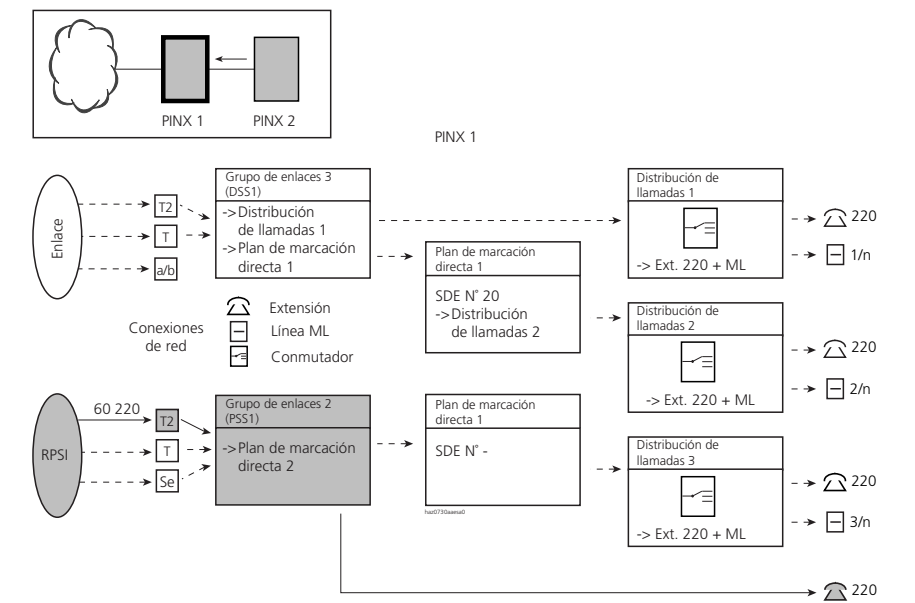 PINX 1
PINX 2
PINX 1
Enlace
T2
T
a/b
Grupo de enlaces 3
(DSS1)
->Distribución
de llamadas 1
->Plan de marcación
directa 1
Plan de marcación
directa 1
SDE N° 20
->Distribución
de llamadas 2
Distribución de
llamadas 1
-> Ext. 220 + ML
220
1/n
Distribución de
llamadas 2
-> Ext. 220 + ML
220
2/n
Conexiones
de red
Extensión
Línea ML
Conmutador
RPSI
60 220
T2
T
Se
Grupo de enlaces 2
(PSS1)
->Plan de marcación
directa 2
Plan de marcación
directa 1
SDE N° -
haz0730aaesa0
Distribución de
llamadas 3
-> Ext. 220 + ML
220
3/n
220